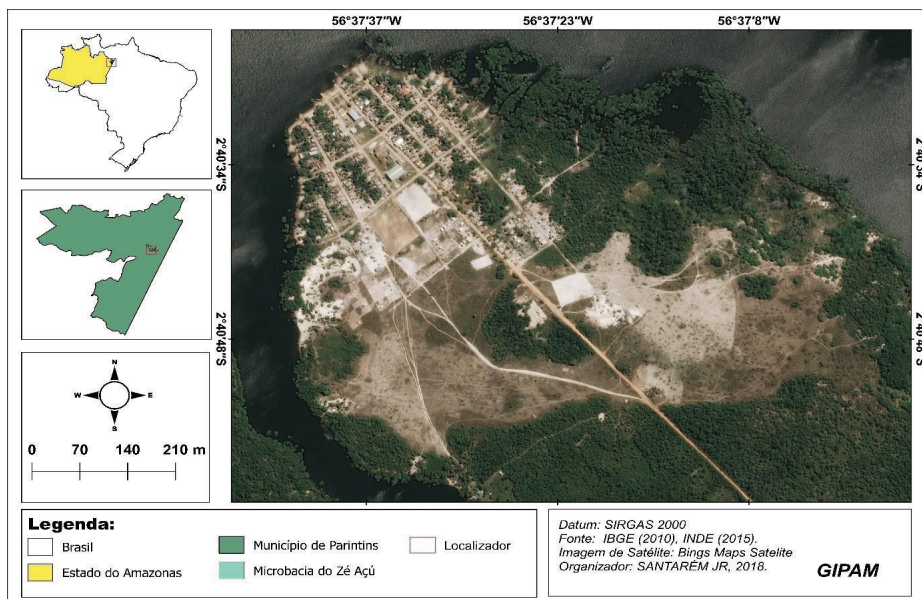 56°37'37"W 56°37'23"W 56°37'8"W
2°40'34"S 2°40'34"S
2°40'48"S 2°40'48"S
N
W E
S
0 70 140 210 m
Legenda:
Brasil
Estado do Amazonas
Município de Parintins
Microbacia do Zé Açú
Localizador
Datum: SIRGAS 2000
Fonte: IBGE (2010), INDE (2015).
Imagem de Satélite: Bings Maps Satelite
Organizador: SANTARÉM JR, 2018.
GIPAM